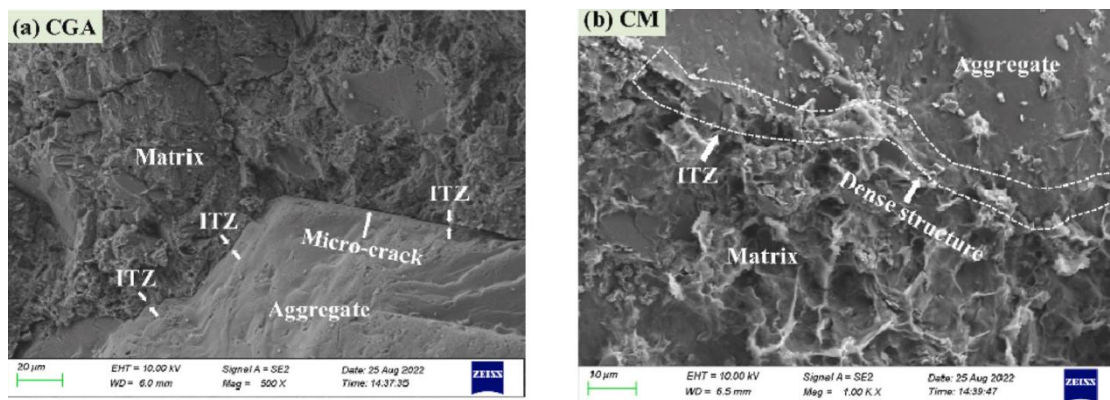 (a) CGA
Matrix
ITZ
ITZ
Micro-crack
ITZ
Aggregate
20 μm
EHT = 10.00 kV
WD = 6.0 mm
Signel A = SE2
Mag = 500 X
Date: 25 Aug 2022
Time: 14:37:35
ZEISS
(b) CM
Aggregate
ITZ
Dense structure
Matrix
10 μm
EHT = 10.00 kV
WD = 6.5 mm
Signel A = SE2
Mag = 1.00 K X
Date: 25 Aug 2022
Time: 14:39:47
ZEISS